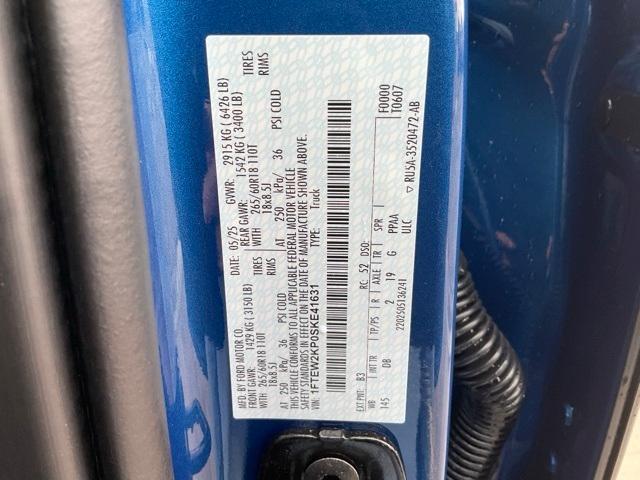 MFD. BY FORD MOTOR CO.
DATE: 05/25 GVWR: 2915 KG ( 6426 LB)
FRONT GAWR: 1429 KG ( 3150 LB) REAR GAWR: 1542 KG ( 3400 LB)
265/60R18 110T TIRES WITH 265/60R18 110T TIRES
18x8.5J RIMS 18x8.5J RIMS
AT 250 kPa/ 36 PSI COLD AT 250 kPa/ 36 PSI COLD
THIS VEHICLE CONFORMS TO ALL APPLICABLE FEDERAL MOTOR VEHICLE
SAFETY STANDARDS IN EFFECT ON THE DATE OF MANUFACTURE SHOWN ABOVE.
VIN: 1FTEW2KP0SKE41631 TYPE: Truck
EXT PNT: B3 RC: 52 DSO: F0000
WB INT TR TP/PS R AXLE TR SPR T0607
145 DB 2 19 G PPAA
ULC
2202505136241 RU5A-3520472-AB